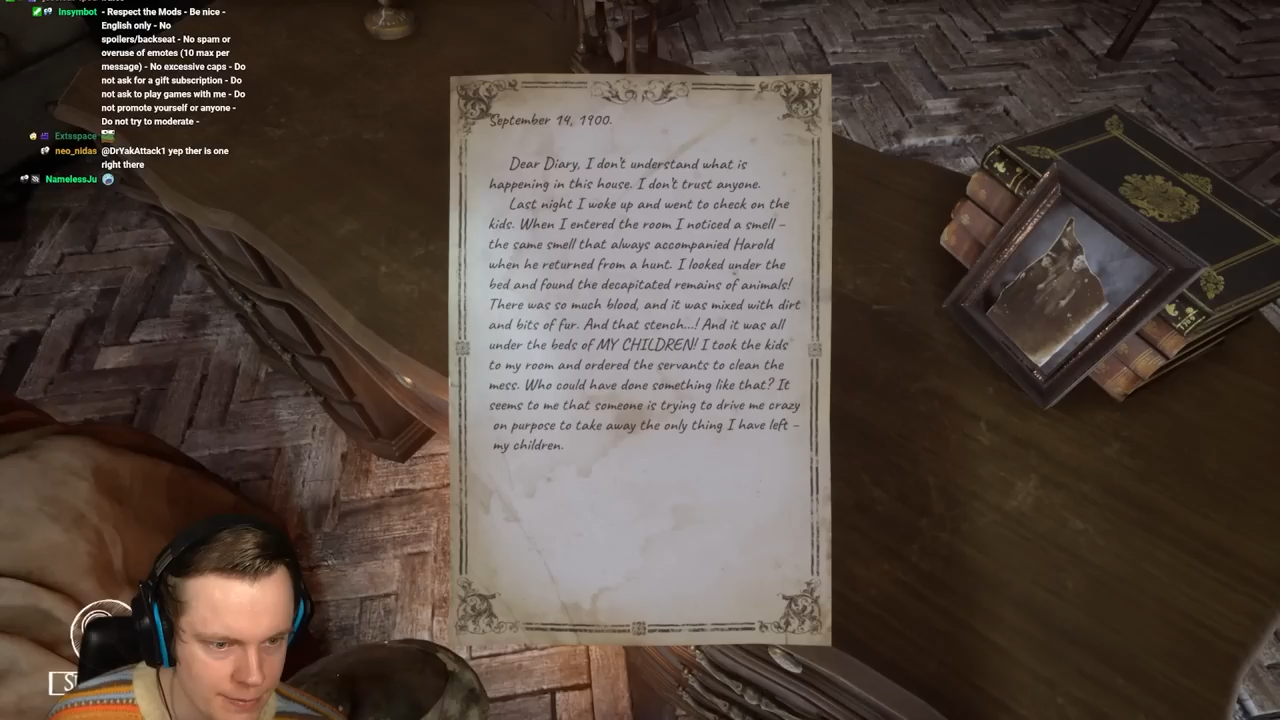 Insymbot - Respect the Mods - Be nice -
English only - No
spoilers/backseat - No spam or
overuse of emotes (10 max per
message) - No excessive caps - Do
not ask for a gift subscription - Do
not ask to play games with me - Do
not promote yourself or anyone -
Do not try to moderate -
Extsspace
neo_nidas @DrYakAttack1 yep ther is one
right there
NamelessJu
September 14, 1900.
Dear Diary, I don't understand what is
happening in this house. I don't trust anyone.
Last night I woke up and went to check on the
kids. When I entered the room I noticed a smell –
the same smell that always accompanied Harold
when he returned from a hunt. I looked under the
bed and found the decapitated remains of animals!
There was so much blood, and it was mixed with dirt
and bits of fur. And that stench...! And it was all
under the beds of MY CHILDREN! I took the kids
to my room and ordered the servants to clean the
mess. Who could have done something like that? It
seems to me that someone is trying to drive me crazy
on purpose to take away the only thing I have left –
my children.